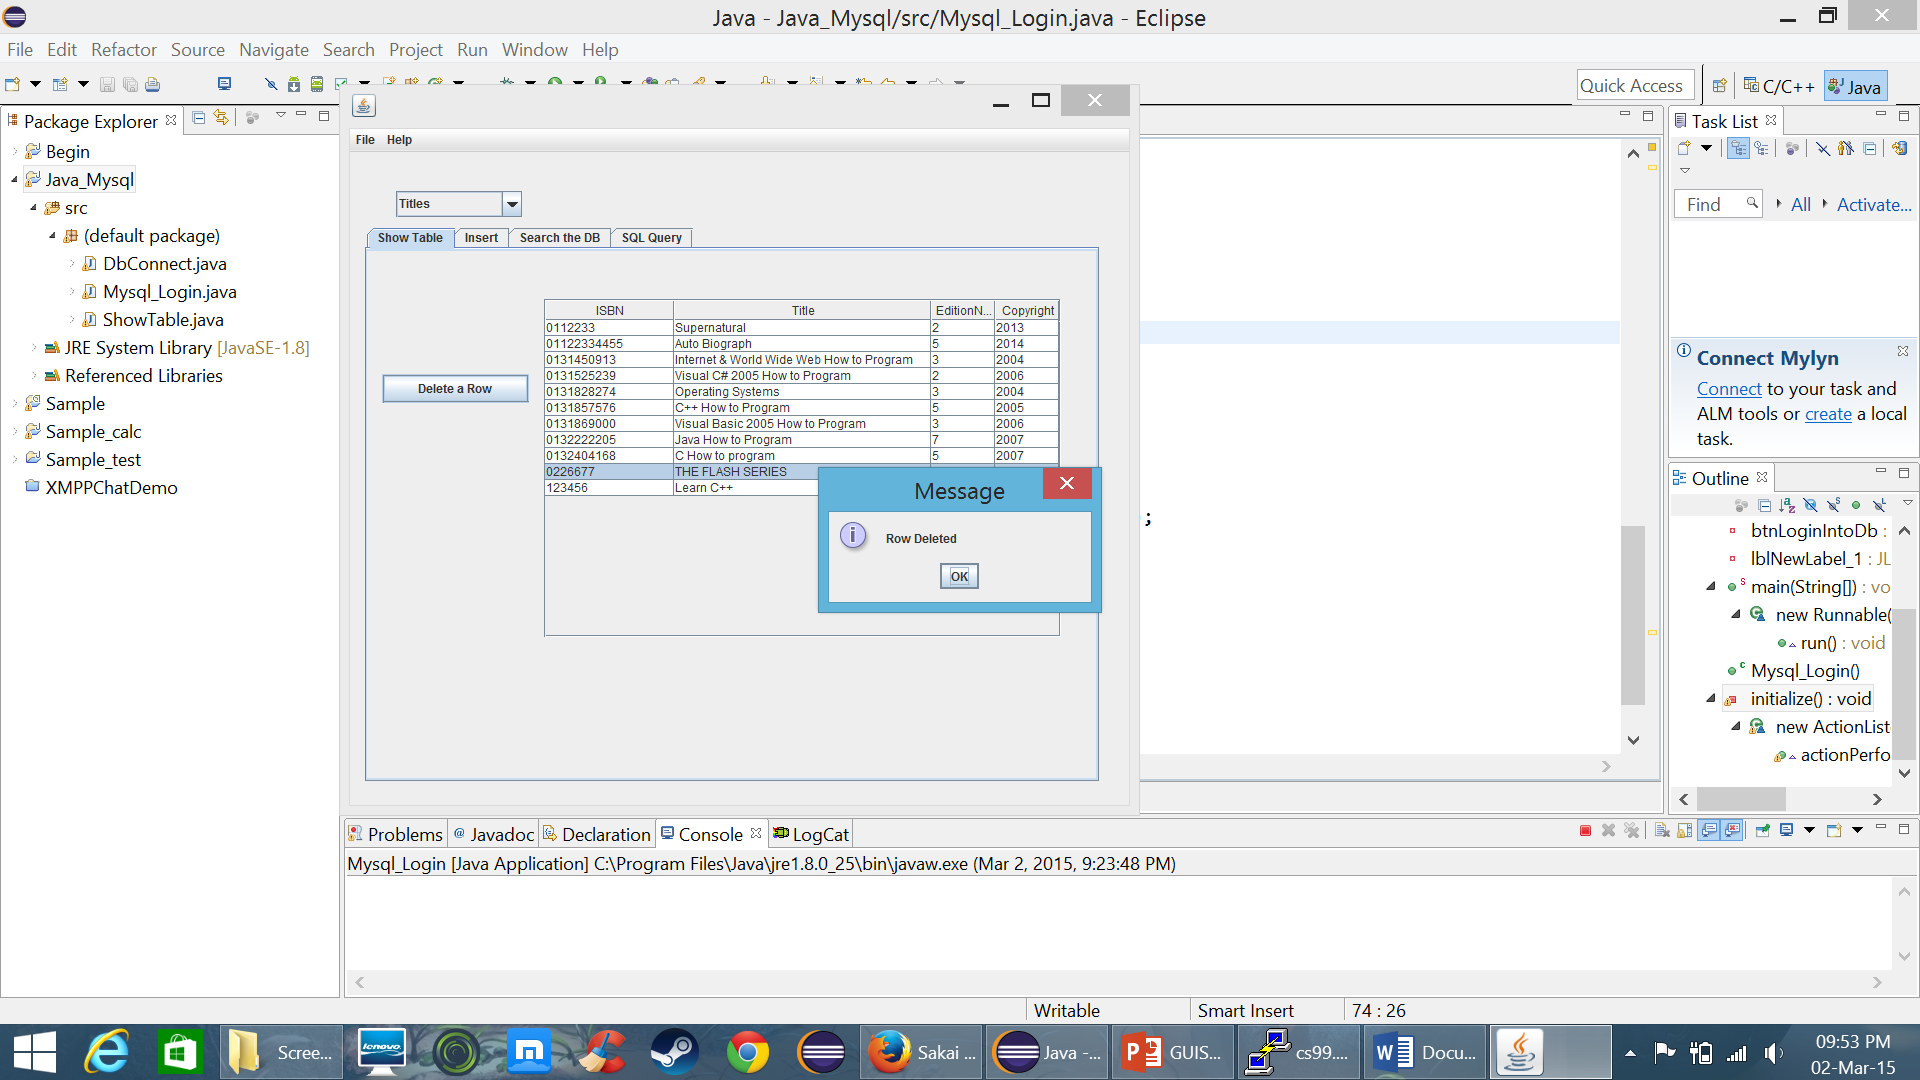 Java - Java_Mysql/src/Mysql_Login.java - Eclipse
File Edit Refactor Source Navigate Search Project Run Window Help
Quick Access
C/C++
Java
Package Explorer
Begin
Java_Mysql
src
(default package)
DbConnect.java
Mysql_Login.java
ShowTable.java
JRE System Library [JavaSE-1.8]
Referenced Libraries
Sample
Sample_calc
Sample_test
XMPPChatDemo
File Help
Titles
Show Table Insert Search the DB SQL Query
Delete a Row
ISBN Title EditionN... Copyright
0112233 Supernatural 2 2013
01122334455 Auto Biograph 5 2014
0131450913 Internet & World Wide Web How to Program 3 2004
0131525239 Visual C# 2005 How to Program 2 2006
0131828274 Operating Systems 3 2004
0131857576 C++ How to Program 5 2005
0131869000 Visual Basic 2005 How to Program 3 2006
0132222205 Java How to Program 7 2007
0132404168 C How to program 5 2007
0226677 THE FLASH SERIES
123456 Learn C++
Message
Row Deleted
OK
;
Task List
Find
All
Activate...
Connect Mylyn
Connect to your task and
ALM tools or create a local
task.
Outline
btnLoginIntoDb :
lblNewLabel_1 : JL
main(String[]) : vo
new Runnable(
run() : void
Mysql_Login()
initialize() : void
new ActionList
actionPerfo
Problems @ Javadoc Declaration Console LogCat
Mysql_Login [Java Application] C:\Program Files\Java\jre1.8.0_25\bin\javaw.exe (Mar 2, 2015, 9:23:48 PM)
Writable Smart Insert 74 : 26
Scree...
lenovo
Sakai ...
Java -...
GUIS...
cs99....
Docu...
09:53 PM
02-Mar-15